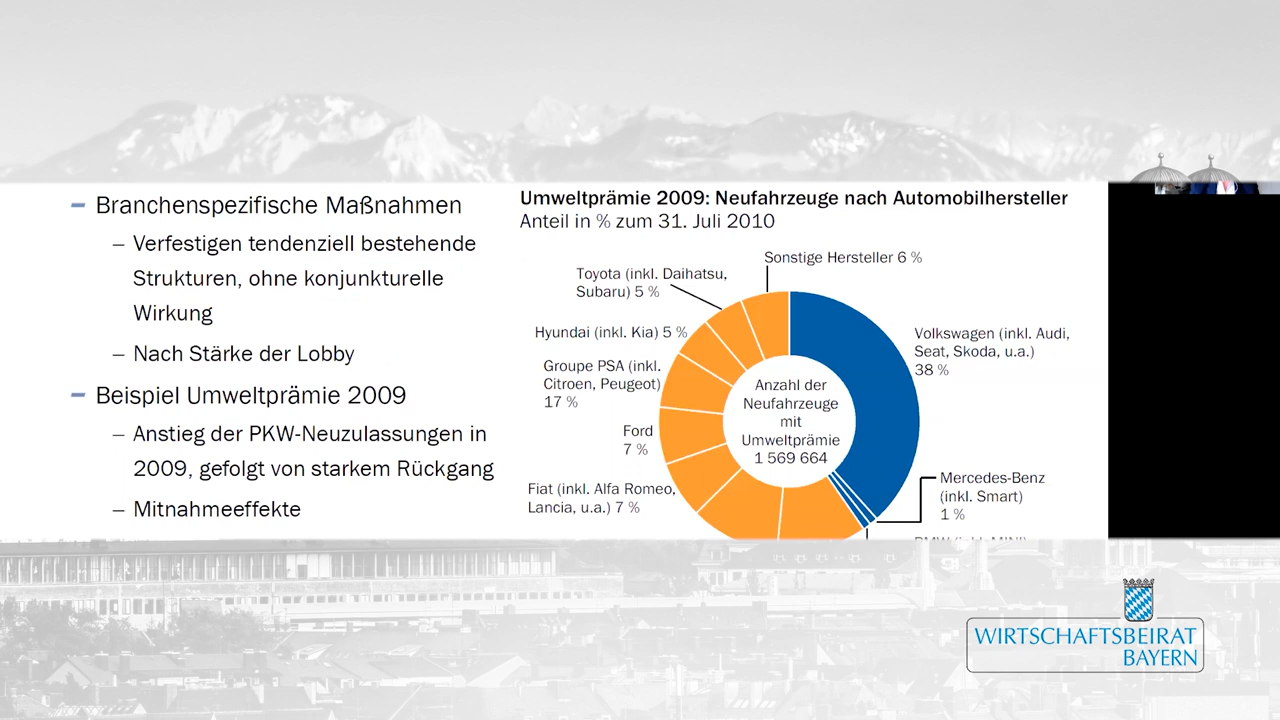 – Branchenspezifische Maßnahmen
– Verfestigen tendenziell bestehende
Strukturen, ohne konjunkturelle
Wirkung
– Nach Stärke der Lobby
– Beispiel Umweltprämie 2009
– Anstieg der PKW-Neuzulassungen in
2009, gefolgt von starkem Rückgang
– Mitnahmeeffekte
Umweltprämie 2009: Neufahrzeuge nach Automobilhersteller
Anteil in % zum 31. Juli 2010
Sonstige Hersteller 6 %
Toyota (inkl. Daihatsu,
Subaru) 5 %
Hyundai (inkl. Kia) 5 %
Groupe PSA (inkl.
Citroen, Peugeot)
17 %
Ford
7 %
Fiat (inkl. Alfa Romeo,
Lancia, u.a.) 7 %
Anzahl der
Neufahrzeuge
mit
Umweltprämie
1 569 664
Volkswagen (inkl. Audi,
Seat, Skoda, u.a.)
38 %
Mercedes-Benz
(inkl. Smart)
1 %
WIRTSCHAFTSBEIRAT
BAYERN